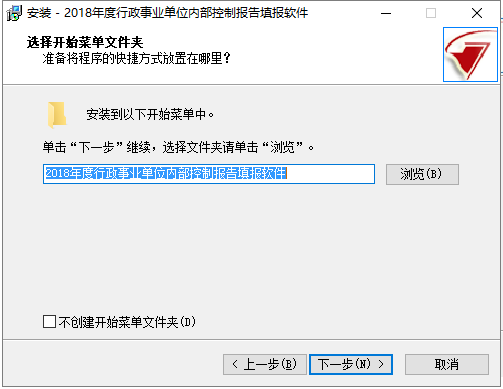 安装 - 2018年度行政事业单位内部控制报告填报软件
选择开始菜单文件夹
准备将程序的快捷方式放置在哪里？
安装到以下开始菜单中。
单击“下一步”继续，选择文件夹请单击“浏览”。
2018年度行政事业单位内部控制报告填报软件
浏览(B)
不创建开始菜单文件夹(D)
< 上一步(B)
下一步(N) >
取消